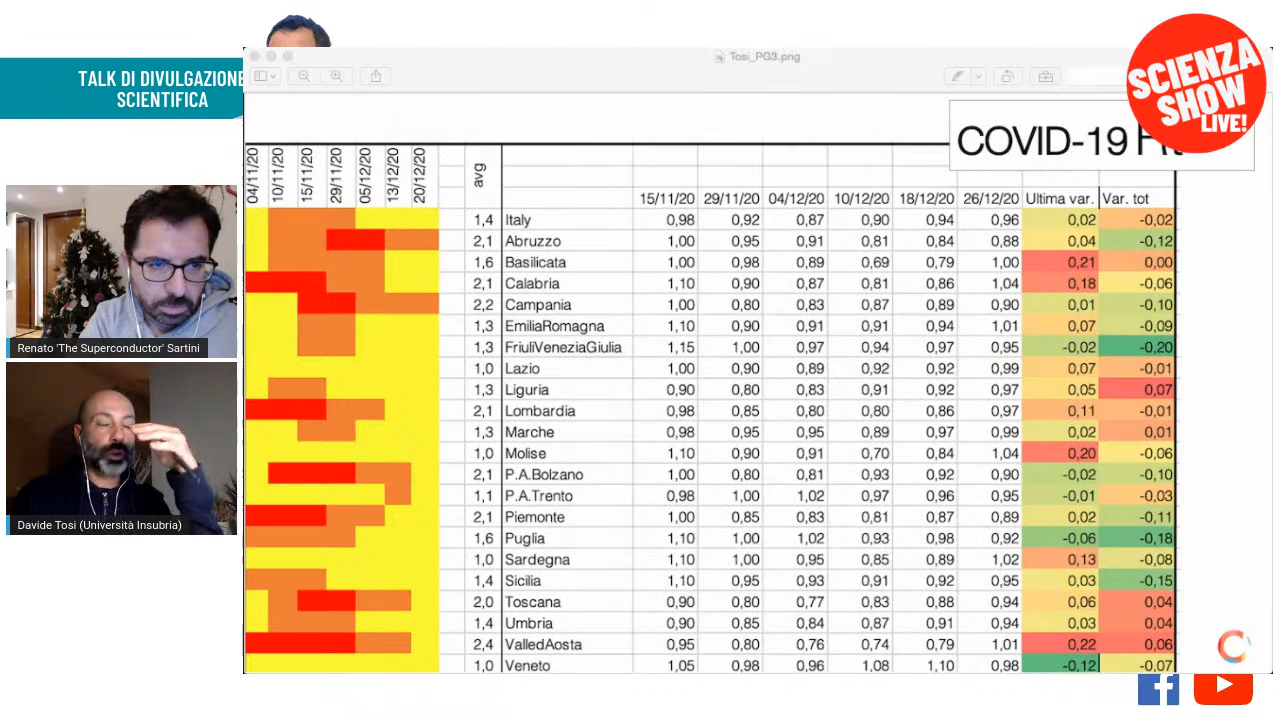 TALK DI DIVULGAZIONE
SCIENTIFICA
Tosi_PG3.png
SCIENZA
SHOW
LIVE!
COVID-19
04/11/20 10/11/20 15/11/20 29/11/20 05/12/20 13/12/20 20/12/20 avg
15/11/20 29/11/20 04/12/20 10/12/20 18/12/20 26/12/20 Ultima var. Var. tot
1,4 Italy 0,98 0,92 0,87 0,90 0,94 0,96 0,02 -0,02
2,1 Abruzzo 1,00 0,95 0,91 0,81 0,84 0,88 0,04 -0,12
1,6 Basilicata 1,00 0,98 0,89 0,69 0,79 1,00 0,21 0,00
2,1 Calabria 1,10 0,90 0,87 0,81 0,86 1,04 0,18 -0,06
2,2 Campania 1,00 0,80 0,83 0,87 0,89 0,90 0,01 -0,10
1,3 EmiliaRomagna 1,10 0,90 0,91 0,91 0,94 1,01 0,07 -0,09
1,3 FriuliVeneziaGiulia 1,15 1,00 0,97 0,94 0,97 0,95 -0,02 -0,20
1,0 Lazio 1,00 0,90 0,89 0,92 0,92 0,99 0,07 -0,01
1,3 Liguria 0,90 0,80 0,83 0,91 0,92 0,97 0,05 0,07
2,1 Lombardia 0,98 0,85 0,80 0,80 0,86 0,97 0,11 -0,01
1,3 Marche 0,98 0,95 0,95 0,89 0,97 0,99 0,02 0,01
1,0 Molise 1,10 0,90 0,91 0,70 0,84 1,04 0,20 -0,06
2,1 P.A.Bolzano 1,00 0,80 0,81 0,93 0,92 0,90 -0,02 -0,10
1,1 P.A.Trento 0,98 1,00 1,02 0,97 0,96 0,95 -0,01 -0,03
2,1 Piemonte 1,00 0,85 0,83 0,81 0,87 0,89 0,02 -0,11
1,6 Puglia 1,10 1,00 1,02 0,93 0,98 0,92 -0,06 -0,18
1,0 Sardegna 1,10 1,00 0,95 0,85 0,89 1,02 0,13 -0,08
1,4 Sicilia 1,10 0,95 0,93 0,91 0,92 0,95 0,03 -0,15
2,0 Toscana 0,90 0,80 0,77 0,83 0,88 0,94 0,06 0,04
1,4 Umbria 0,90 0,85 0,84 0,87 0,91 0,94 0,03 0,04
2,4 ValledAosta 0,95 0,80 0,76 0,74 0,79 1,01 0,22 0,06
1,0 Veneto 1,05 0,98 0,96 1,08 1,10 0,98 -0,12 -0,07
Renato 'The Superconductor' Sartini
Davide Tosi (Università Insubria)